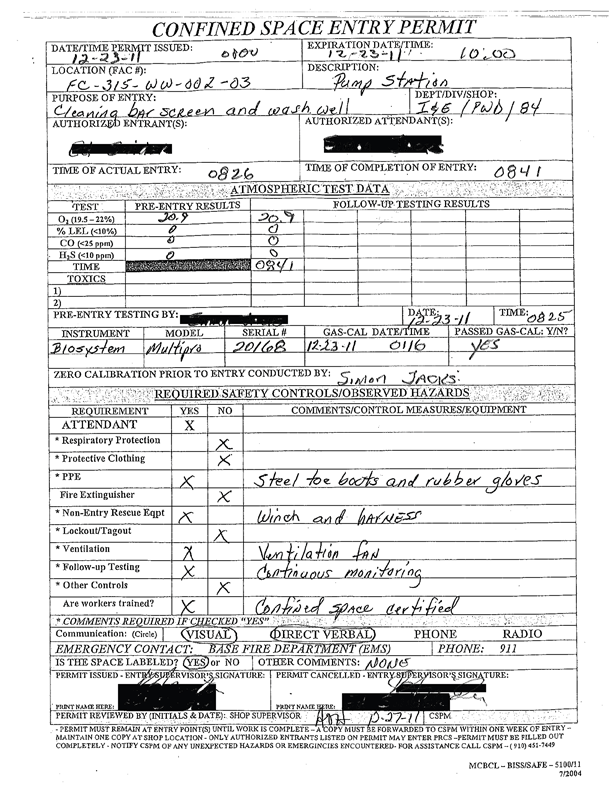 CONFINED SPACE ENTRY PERMIT
DATE/TIME PERMIT ISSUED: 12-23-11 0800
EXPIRATION DATE/TIME: 12-23-11 10:00
LOCATION (FAC #): FC-315-WW-002-03
DESCRIPTION: Pump Station
PURPOSE OF ENTRY: Cleaning bar screen and wash well
DEPT/DIV/SHOP: I&E / PWD / 84
AUTHORIZED ENTRANT(S):
AUTHORIZED ATTENDANT(S):
TIME OF ACTUAL ENTRY: 0826
TIME OF COMPLETION OF ENTRY: 0841
ATMOSPHERIC TEST DATA
TEST PRE-ENTRY RESULTS FOLLOW-UP TESTING RESULTS
O₂ (19.5 – 22%) 20.9 20.9
% LEL (<10%) 0 0
CO (<25 ppm) 0 0
H₂S (<10 ppm) 0 0
TIME 0841
TOXICS
1)
2)
PRE-ENTRY TESTING BY: DATE: 12-23-11 TIME: 0825
INSTRUMENT MODEL SERIAL # GAS-CAL DATE/TIME PASSED GAS-CAL: Y/N?
Biosystem Multipro 20168 12-23-11 0116 yES
ZERO CALIBRATION PRIOR TO ENTRY CONDUCTED BY: Simon JACKS
REQUIRED SAFETY CONTROLS/OBSERVED HAZARDS
REQUIREMENT YES NO COMMENTS/CONTROL MEASURES/EQUIPMENT
ATTENDANT X
* Respiratory Protection X
* Protective Clothing X
* PPE X Steel toe boots and rubber gloves
Fire Extinguisher X
* Non-Entry Rescue Eqpt X Winch and hARNESS
* Lockout/Tagout X
* Ventilation X Ventilation fAN
* Follow-up Testing X Continuous monitoring
* Other Controls X
Are workers trained? X Confined space certified
* COMMENTS REQUIRED IF CHECKED "YES"
Communication: (Circle) VISUAL DIRECT VERBAL PHONE RADIO
EMERGENCY CONTACT: BASE FIRE DEPARTMENT (EMS) PHONE: 911
IS THE SPACE LABELED? YES or NO OTHER COMMENTS: NONE
PERMIT ISSUED - ENTRY SUPERVISOR'S SIGNATURE:
PERMIT CANCELLED - ENTRY SUPERVISOR'S SIGNATURE:
PRINT NAME HERE:
PRINT NAME HERE:
PERMIT REVIEWED BY (INITIALS & DATE): SHOP SUPERVISOR 12-27-11 CSPM
- PERMIT MUST REMAIN AT ENTRY POINT(S) UNTIL WORK IS COMPLETE – A COPY MUST BE FORWARDED TO CSPM WITHIN ONE WEEK OF ENTRY –
MAINTAIN ONE COPY AT SHOP LOCATION - ONLY AUTHORIZED ENTRANTS LISTED ON PERMIT MAY ENTER PRCS –PERMIT MUST BE FILLED OUT
COMPLETELY - NOTIFY CSPM OF ANY UNEXPECTED HAZARDS OR EMERGINCIES ENCOUNTERED- FOR ASSISTANCE CALL CSPM – ( 910) 451-7449
MCBCL – BISS/SAFE – 5100/11
7/2004